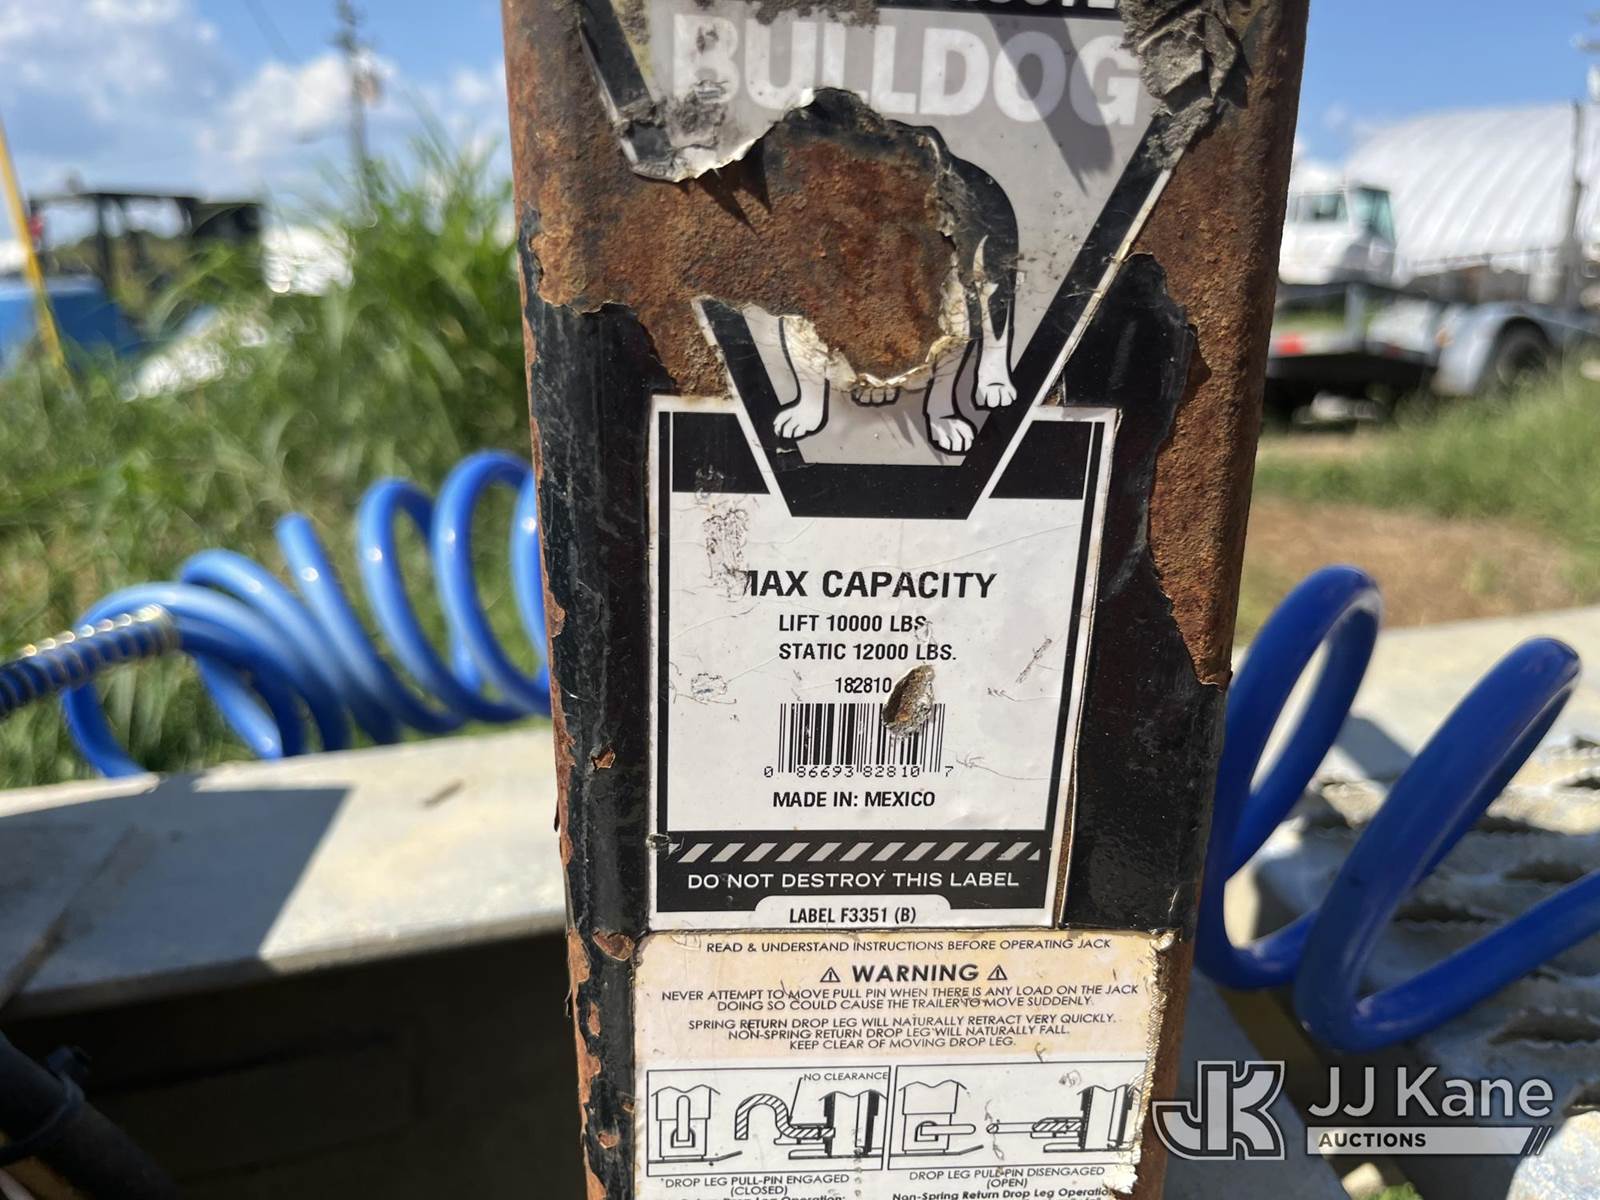 BULLDOG
MAX CAPACITY
LIFT 10000 LBS.
STATIC 12000 LBS.
182810
0 86693 82810 7
MADE IN: MEXICO
DO NOT DESTROY THIS LABEL
LABEL F3351 (B)
READ & UNDERSTAND INSTRUCTIONS BEFORE OPERATING JACK
⚠ WARNING ⚠
NEVER ATTEMPT TO MOVE PULL PIN WHEN THERE IS ANY LOAD ON THE JACK
DOING SO COULD CAUSE THE TRAILER TO MOVE SUDDENLY.
SPRING RETURN DROP LEG WILL NATURALLY RETRACT VERY QUICKLY.
NON-SPRING RETURN DROP LEG WILL NATURALLY FALL.
KEEP CLEAR OF MOVING DROP LEG.
NO CLEARANCE
DROP LEG PULL-PIN ENGAGED
(CLOSED)
DROP LEG PULL-PIN DISENGAGED
(OPEN)
Non-Spring Return Drop Leg Operation
JK JJ Kane
AUCTIONS